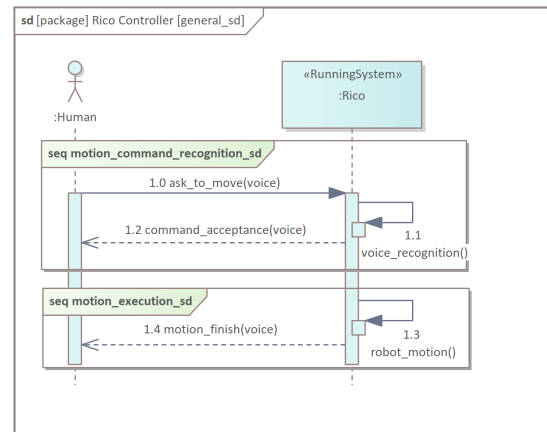 sd [package] Rico Controller [general_sd]
«RunningSystem»
:Rico
:Human
seq motion_command_recognition_sd
1.0 ask_to_move(voice)
1.2 command_acceptance(voice)
1.1
voice_recognition()
seq motion_execution_sd
1.4 motion_finish(voice)
1.3
robot_motion()